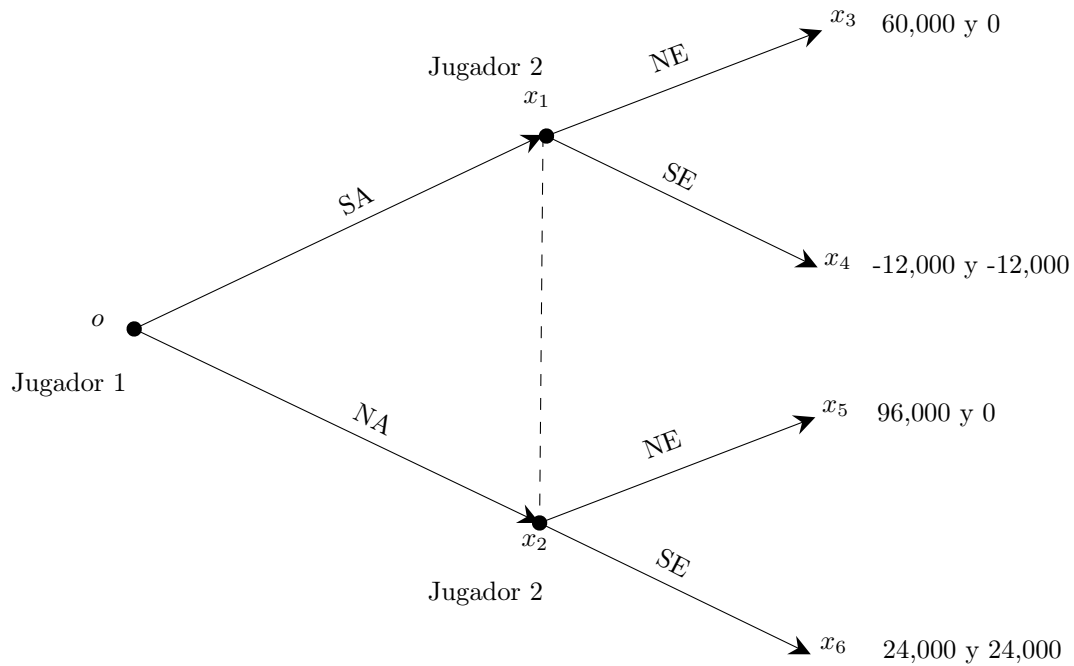 x3 60,000 y 0
NE
Jugador 2
x1
SE
SA
x4 -12,000 y -12,000
o
Jugador 1
NA
x5 96,000 y 0
NE
x2
SE
Jugador 2
x6 24,000 y 24,000